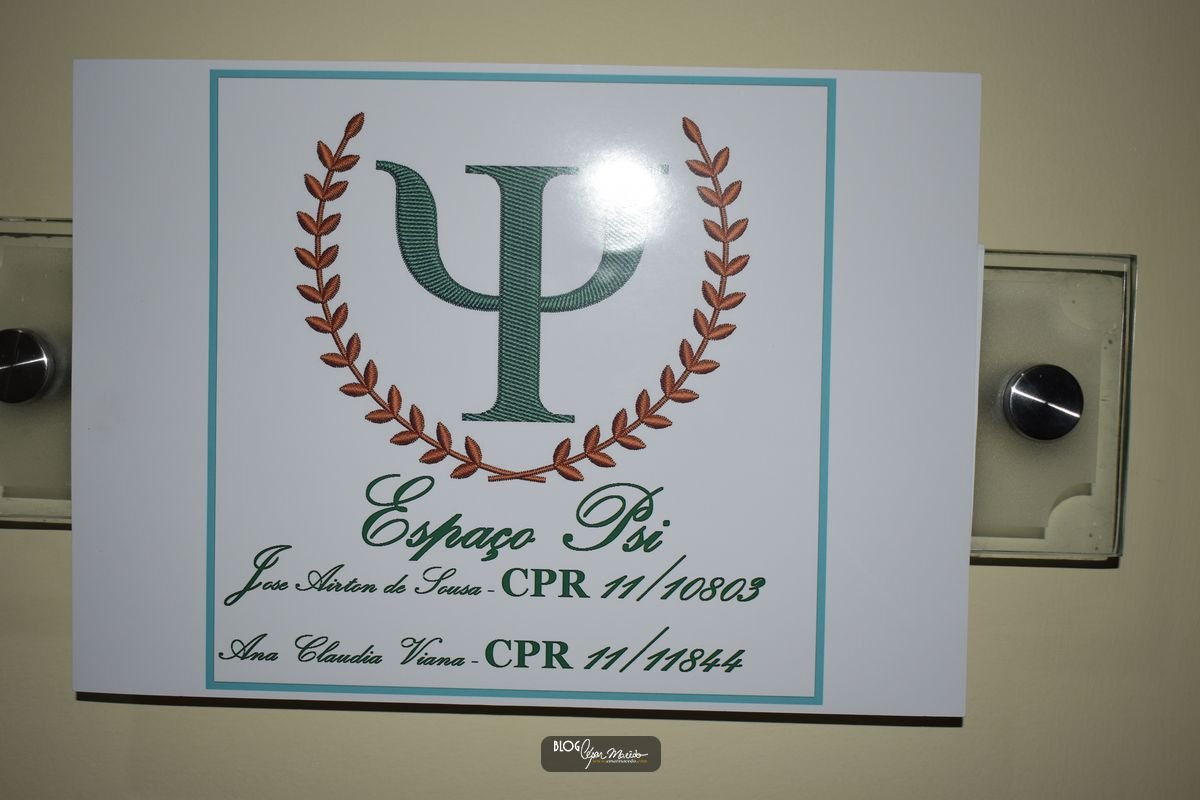 Ψ
Espaço Psi
Jose Airton de Sousa - CPR 11/10803
Ana Claudia Viana - CPR 11/11844
BLOG